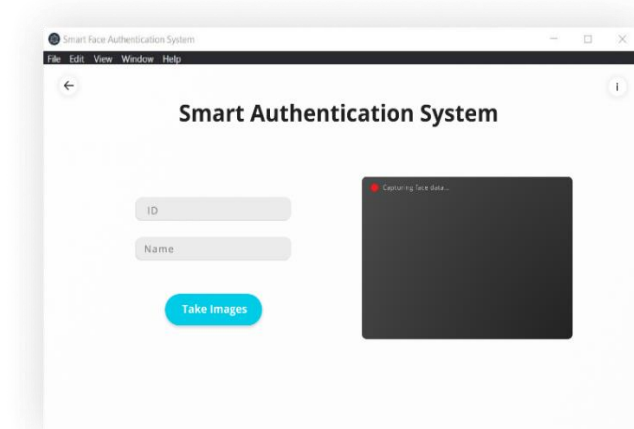 Smart Face Authentication System
File Edit View Window Help
Smart Authentication System
Capturing face data...
ID
Name
Take Images
i